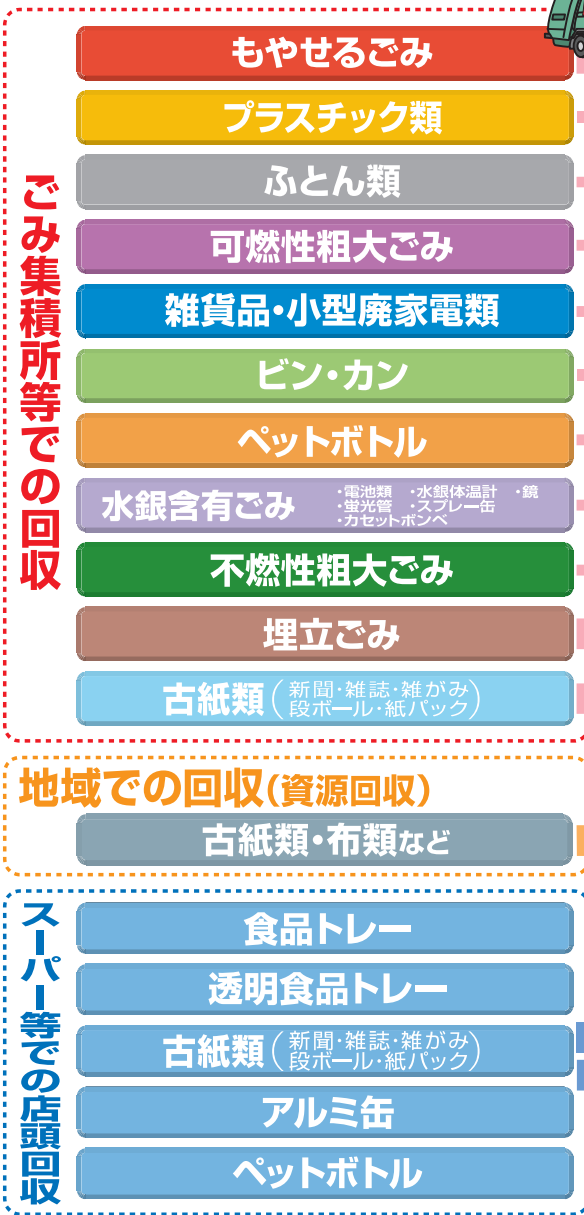 ごみ集積所等での回収
もやせるごみ
プラスチック類
ふとん類
可燃性粗大ごみ
雑貨品・小型廃家電類
ビン・カン
ペットボトル
水銀含有ごみ
・電池類 ・水銀体温計 ・鏡
・蛍光管 ・スプレー缶
・カセットボンベ
不燃性粗大ごみ
埋立ごみ
古紙類(新聞・雑誌・雑がみ
段ボール・紙パック)
地域での回収(資源回収)
古紙類・布類など
スーパー等での店頭回収
食品トレー
透明食品トレー
古紙類(新聞・雑誌・雑がみ
段ボール・紙パック)
アルミ缶
ペットボトル